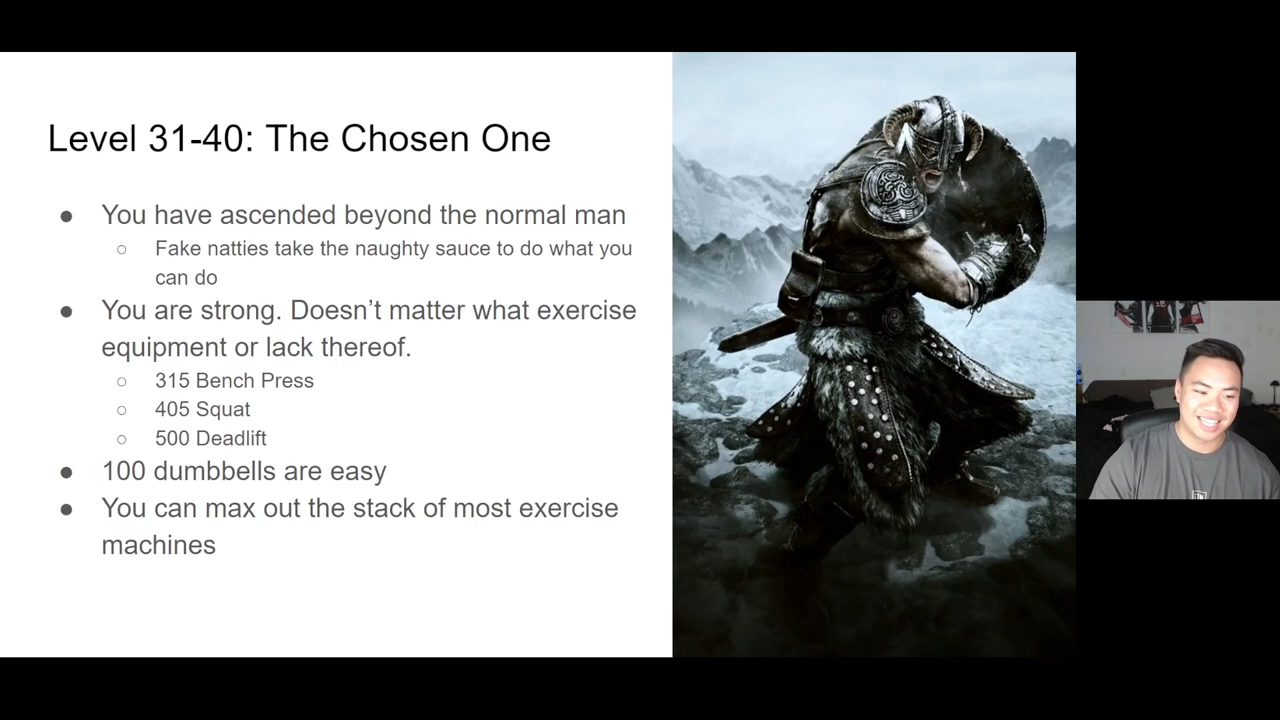 Level 31-40: The Chosen One
● You have ascended beyond the normal man
○ Fake natties take the naughty sauce to do what you
can do
● You are strong. Doesn’t matter what exercise
equipment or lack thereof.
○ 315 Bench Press
○ 405 Squat
○ 500 Deadlift
● 100 dumbbells are easy
● You can max out the stack of most exercise
machines